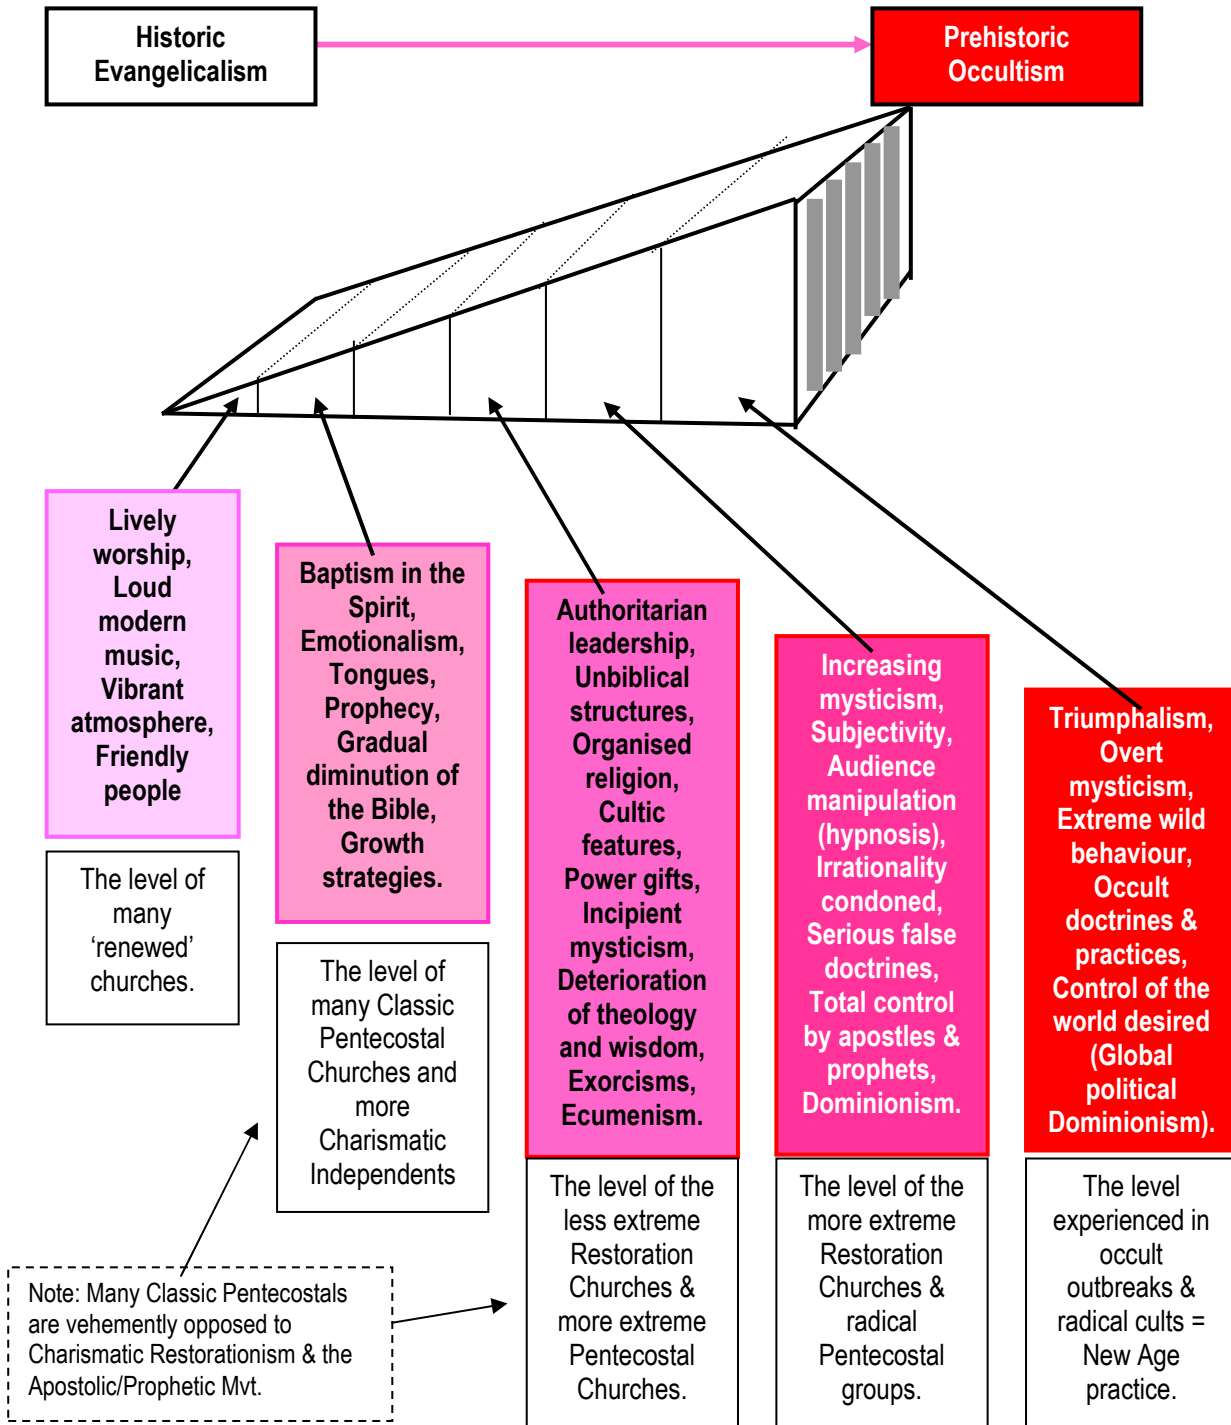 Historic
Evangelicalism
Prehistoric
Occultism
Lively
worship,
Loud
modern
music,
Vibrant
atmosphere,
Friendly
people
The level of
many
‘renewed’
churches.
Baptism in the
Spirit,
Emotionalism,
Tongues,
Prophecy,
Gradual
diminution of
the Bible,
Growth
strategies.
The level of
many Classic
Pentecostal
Churches and
more
Charismatic
Independents
Authoritarian
leadership,
Unbiblical
structures,
Organised
religion,
Cultic
features,
Power gifts,
Incipient
mysticism,
Deterioration
of theology
and wisdom,
Exorcisms,
Ecumenism.
The level of the
less extreme
Restoration
Churches &
more extreme
Pentecostal
Churches.
Increasing
mysticism,
Subjectivity,
Audience
manipulation
(hypnosis),
Irrationality
condoned,
Serious false
doctrines,
Total control
by apostles &
prophets,
Dominionism.
The level of the
more extreme
Restoration
Churches &
radical
Pentecostal
groups.
Triumphalism,
Overt
mysticism,
Extreme wild
behaviour,
Occult
doctrines &
practices,
Control of the
world desired
(Global
political
Dominionism).
The level
experienced in
occult
outbreaks &
radical cults =
New Age
practice.
Note: Many Classic Pentecostals
are vehemently opposed to
Charismatic Restorationism & the
Apostolic/Prophetic Mvt.